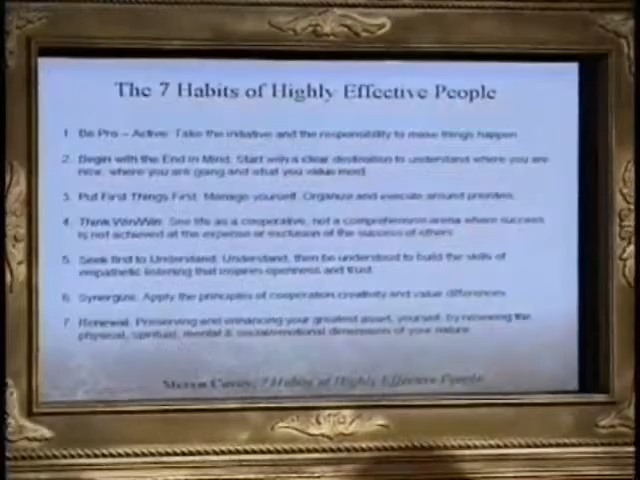 The 7 Habits of Highly Effective People
1. Be Pro – Active: Take the initiative and the responsibility to make things happen.
2. Begin with the End in Mind: Start with a clear destination to understand where you are
now, where you are going and what you value most.
3. Put First Things First: Manage yourself. Organize and execute around priorities.
4. Think Win/Win: See life as a cooperative, not a comprehensive arena where success
is not achieved at the expense or exclusion of the success of others.
5. Seek first to Understand: Understand, then be understood to build the skills of
empathetic listening that inspires openness and trust.
6. Synergize: Apply the principles of cooperation creativity and value differences.
7. Renewal: Preserving and enhancing your greatest asset, yourself, by renewing the
physical, spiritual, mental & social/emotional dimension of your nature.
Steven Covey, 7 Habits of Highly Effective People